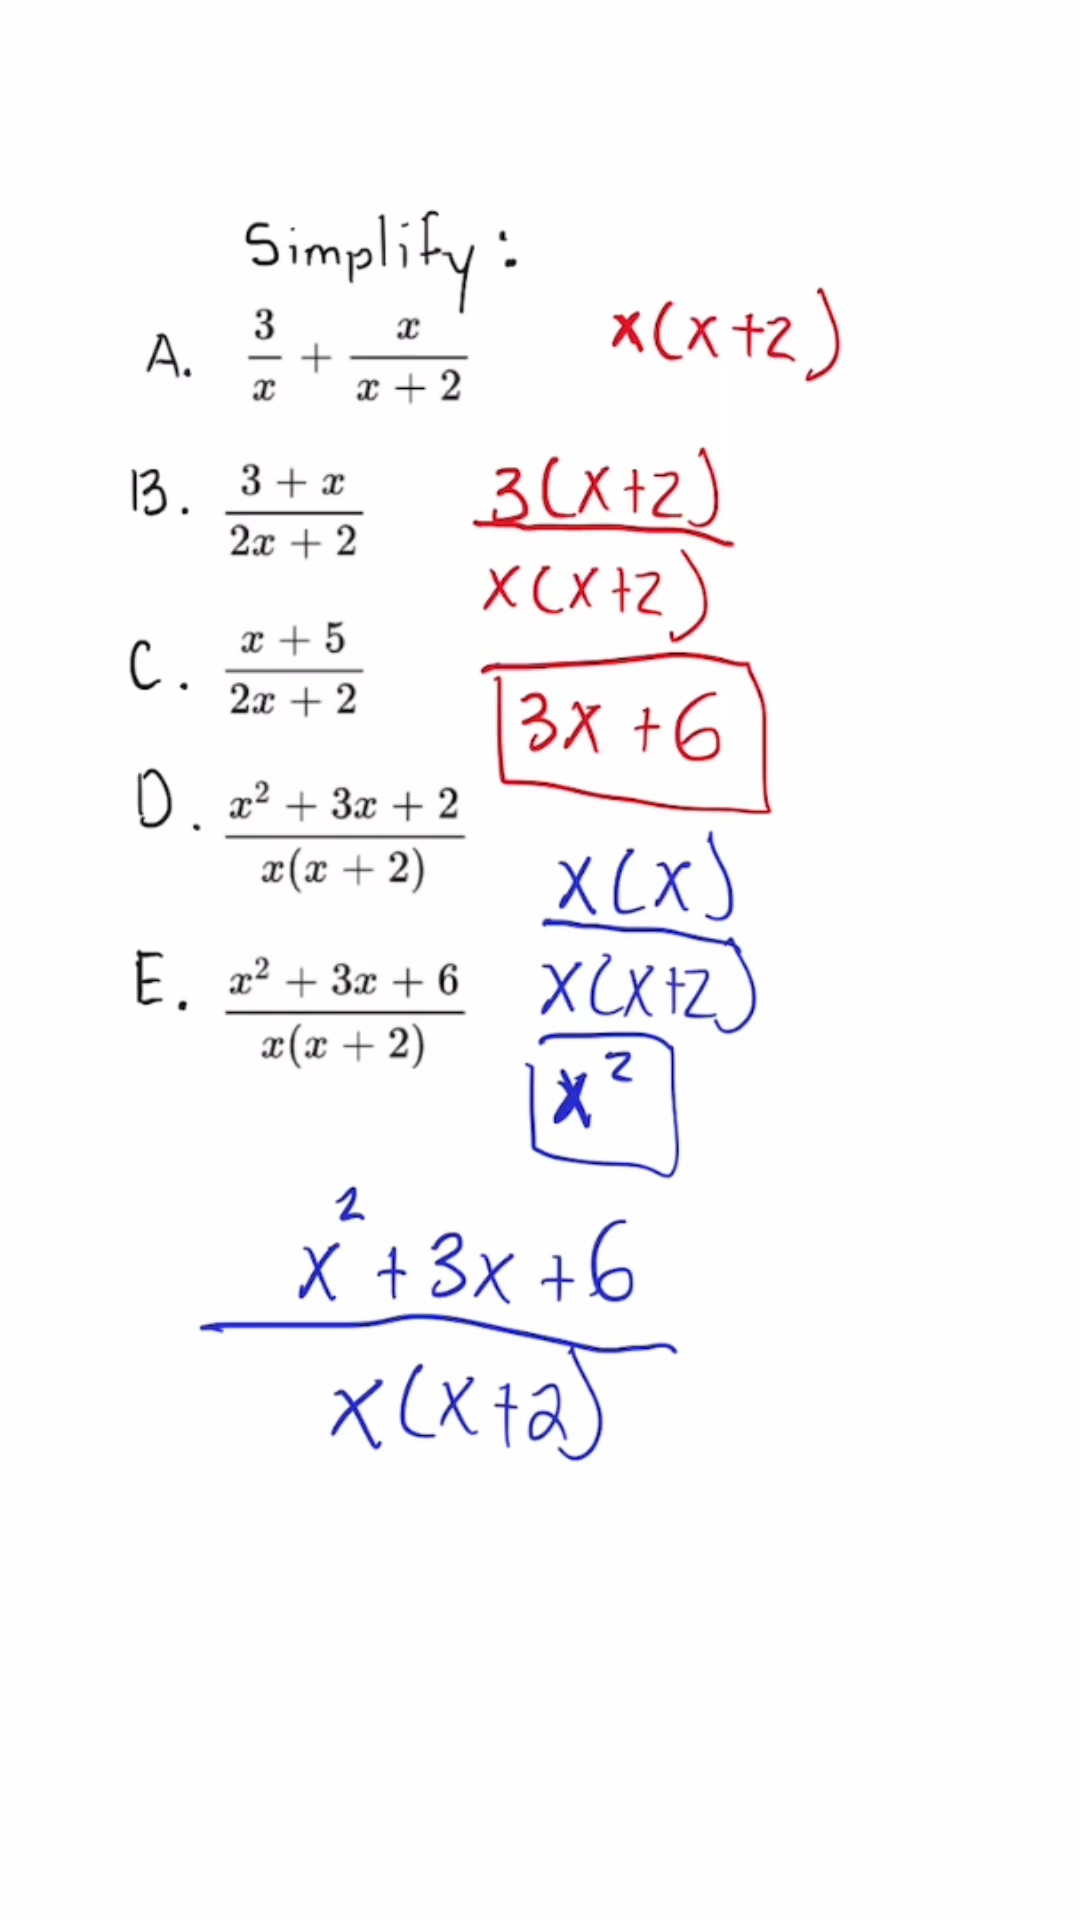 Simplify:
A. 3/x + x/(x + 2)
x(x+2)
B. (3 + x)/(2x + 2)
C. (x + 5)/(2x + 2)
D. (x² + 3x + 2)/(x(x + 2))
E. (x² + 3x + 6)/(x(x + 2))
3(x+2)
x(x+2)
3x+6
x(x)
x(x+2)
x²
x²+3x+6
x(x+2)